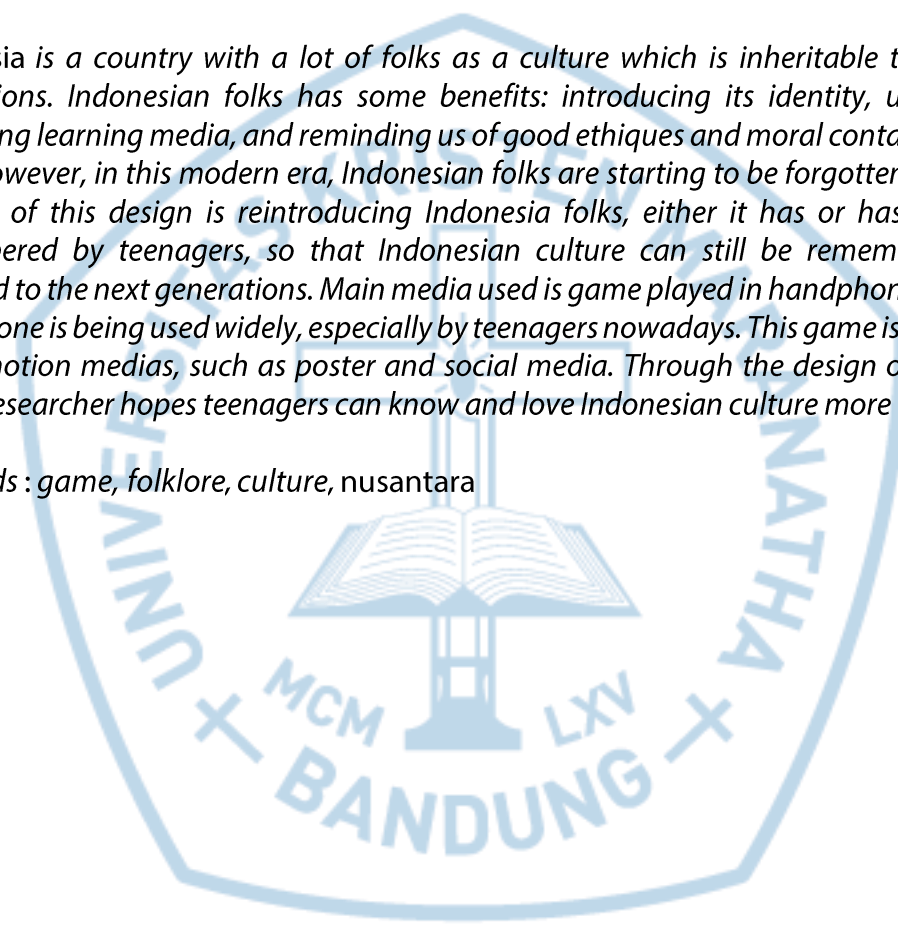 sia is a country with a lot of folks as a culture which is inheritable t
ions. Indonesian folks has some benefits: introducing its identity, u
ng learning media, and reminding us of good ethiques and moral conta
owever, in this modern era, Indonesian folks are starting to be forgotten
of this design is reintroducing Indonesia folks, either it has or has
ered by teenagers, so that Indonesian culture can still be remem
d to the next generations. Main media used is game played in handphon
one is being used widely, especially by teenagers nowadays. This game is
notion medias, such as poster and social media. Through the design o
esearcher hopes teenagers can know and love Indonesian culture more
ds : game, folklore, culture, nusantara
UNIVERSITAS KRISTEN MARANATHA
MCM LXV
BANDUNG